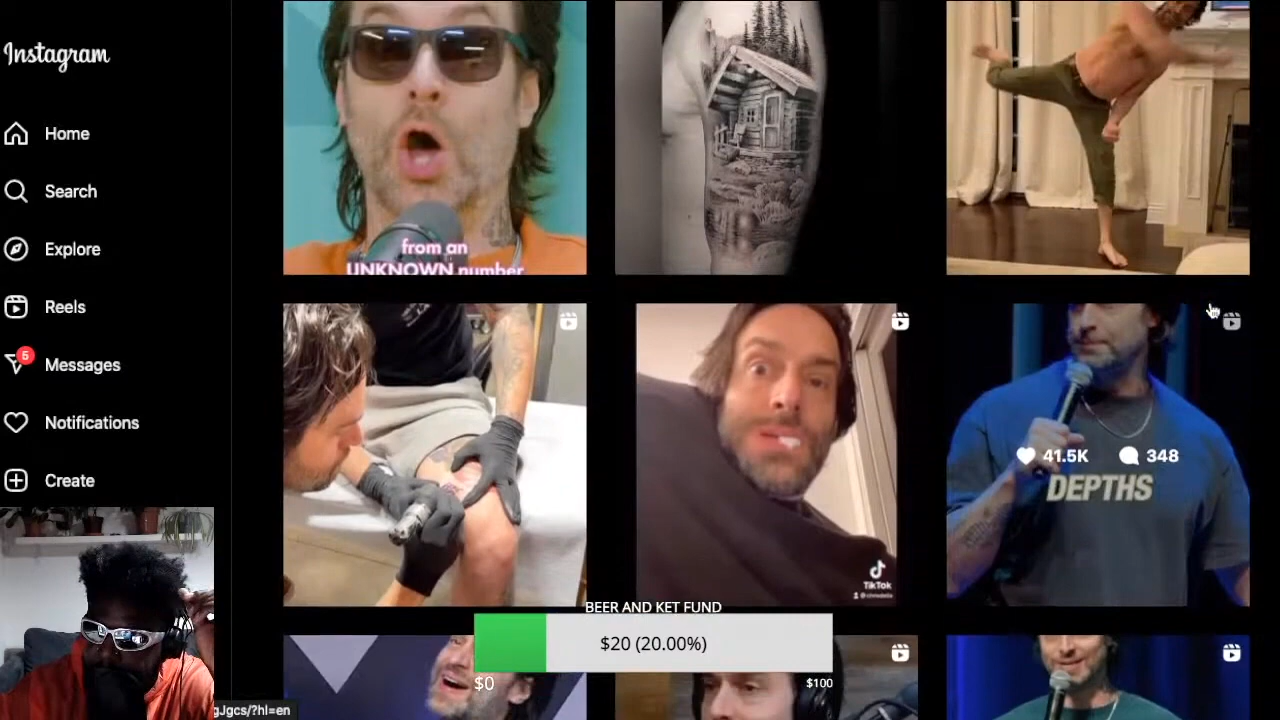 Instagram
Home
Search
Explore
Reels
5
Messages
Notifications
Create
from an
UNKNOWN number
41.5K
348
DEPTHS
TikTok
BEER AND KET FUND
$20 (20.00%)
$0
$100
gJgcs/?hl=en